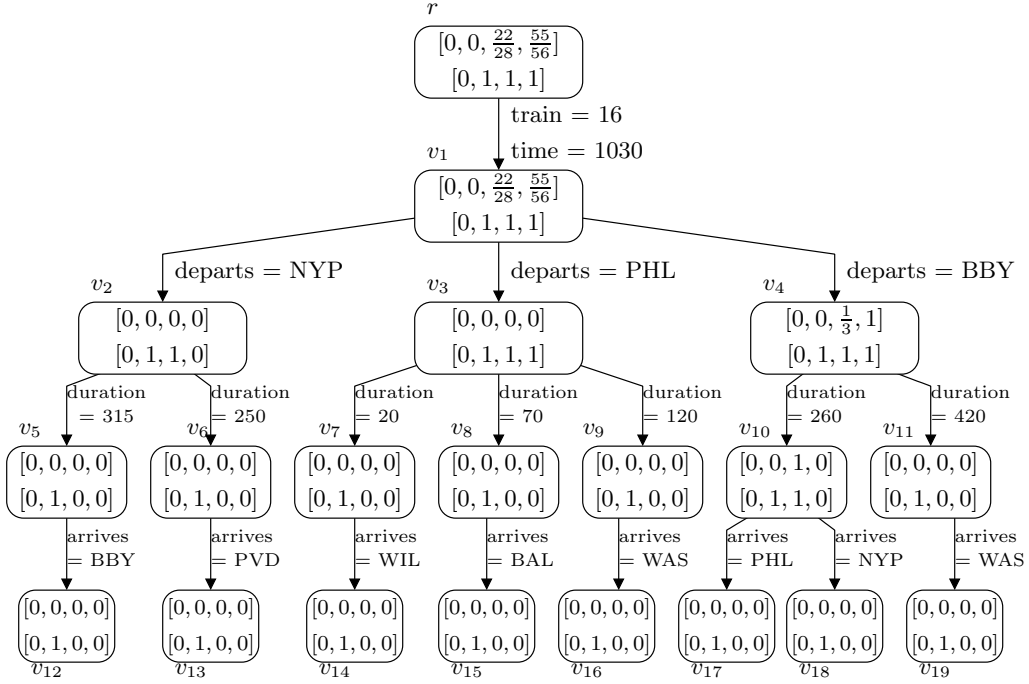 r
[0, 0, 22/28, 55/56]
[0, 1, 1, 1]
train = 16
time = 1030
v1
[0, 0, 22/28, 55/56]
[0, 1, 1, 1]
departs = NYP
departs = PHL
departs = BBY
v2
v3
v4
[0, 0, 0, 0]
[0, 1, 1, 0]
[0, 0, 0, 0]
[0, 1, 1, 1]
[0, 0, 1/3, 1]
[0, 1, 1, 1]
duration
= 315
duration
= 250
duration
= 20
duration
= 70
duration
= 120
duration
= 260
duration
= 420
v5
v6
v7
v8
v9
v10
v11
[0, 0, 0, 0]
[0, 1, 0, 0]
[0, 0, 0, 0]
[0, 1, 0, 0]
[0, 0, 0, 0]
[0, 1, 0, 0]
[0, 0, 0, 0]
[0, 1, 0, 0]
[0, 0, 0, 0]
[0, 1, 0, 0]
[0, 0, 1, 0]
[0, 1, 1, 0]
[0, 0, 0, 0]
[0, 1, 0, 0]
arrives
= BBY
arrives
= PVD
arrives
= WIL
arrives
= BAL
arrives
= WAS
arrives
= PHL
arrives
= NYP
arrives
= WAS
[0, 0, 0, 0]
[0, 1, 0, 0]
[0, 0, 0, 0]
[0, 1, 0, 0]
[0, 0, 0, 0]
[0, 1, 0, 0]
[0, 0, 0, 0]
[0, 1, 0, 0]
[0, 0, 0, 0]
[0, 1, 0, 0]
[0, 0, 0, 0]
[0, 1, 0, 0]
[0, 0, 0, 0]
[0, 1, 0, 0]
[0, 0, 0, 0]
[0, 1, 0, 0]
v12
v13
v14
v15
v16
v17
v18
v19